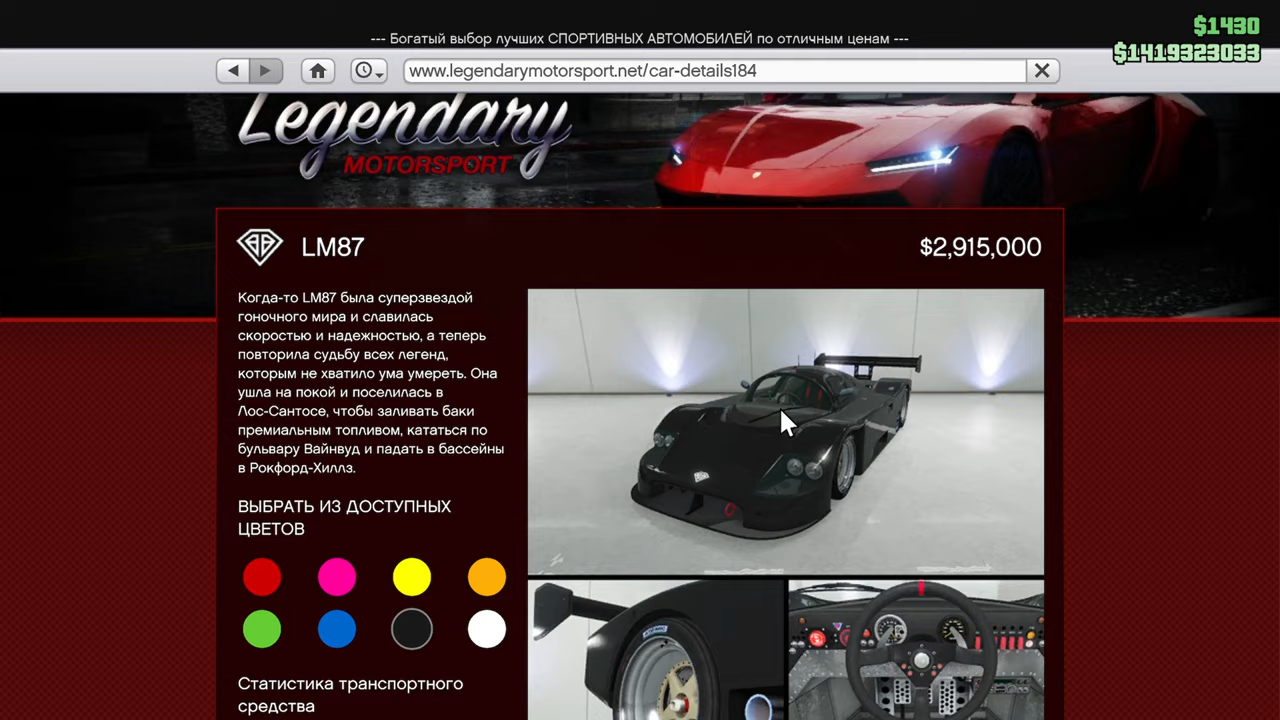 $1430
--- Богатый выбор лучших СПОРТИВНЫХ АВТОМОБИЛЕЙ по отличным ценам ---
$1419323033
www.legendarymotorsport.net/car-details184
Legendary
MOTORSPORT
LM87
$2,915,000
Когда-то LM87 была суперзвездой
гоночного мира и славилась
скоростью и надежностью, а теперь
повторила судьбу всех легенд,
которым не хватило ума умереть. Она
ушла на покой и поселилась в
Лос-Сантосе, чтобы заливать баки
премиальным топливом, кататься по
бульвару Вайнвуд и падать в бассейны
в Рокфорд-Хиллз.
ВЫБРАТЬ ИЗ ДОСТУПНЫХ
ЦВЕТОВ
Статистика транспортного
средства